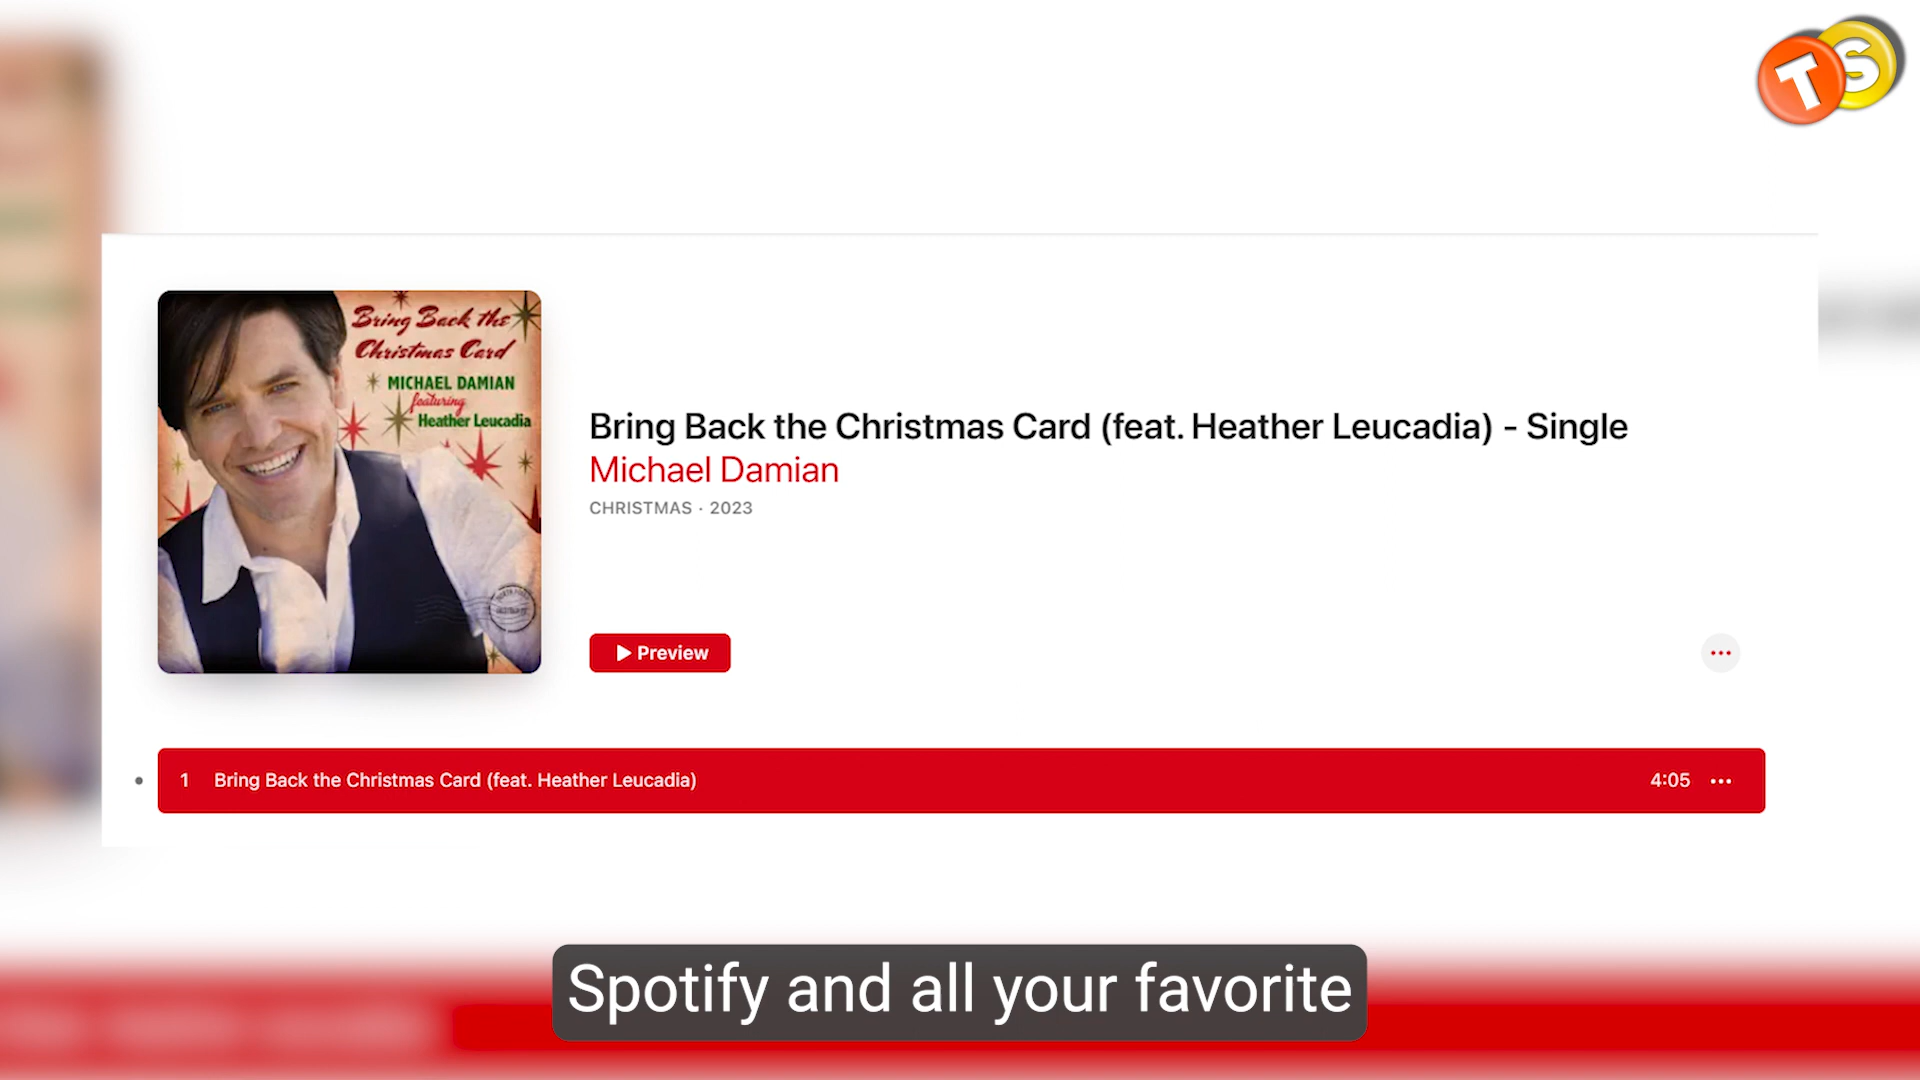 TS
Bring Back the
Christmas Card
MICHAEL DAMIAN
featuring
Heather Leucadia
Bring Back the Christmas Card (feat. Heather Leucadia) - Single
Michael Damian
CHRISTMAS · 2023
Preview
1 Bring Back the Christmas Card (feat. Heather Leucadia) 4:05
Spotify and all your favorite